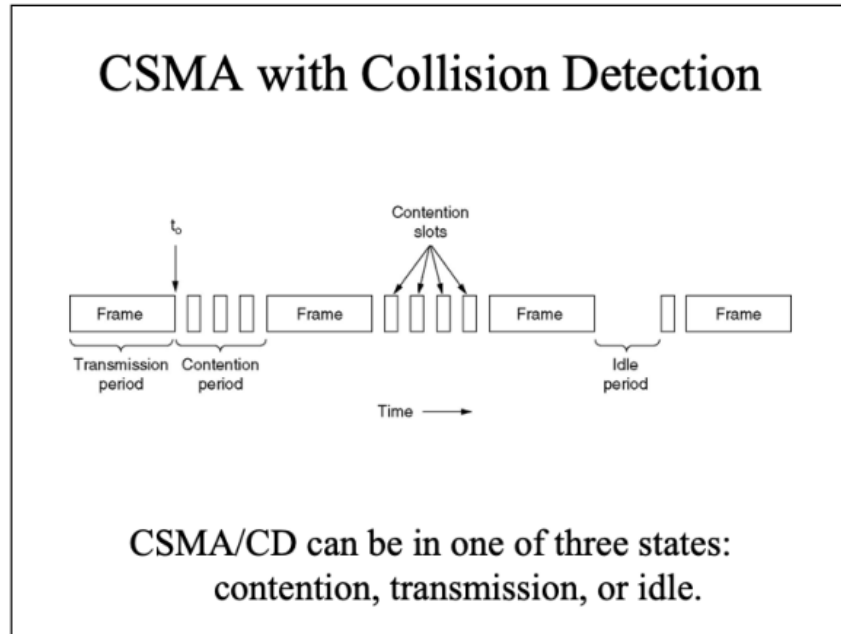 CSMA with Collision Detection
t₀
Contention
slots
Frame
Frame
Frame
Frame
Transmission
period
Contention
period
Idle
period
Time
CSMA/CD can be in one of three states:
contention, transmission, or idle.